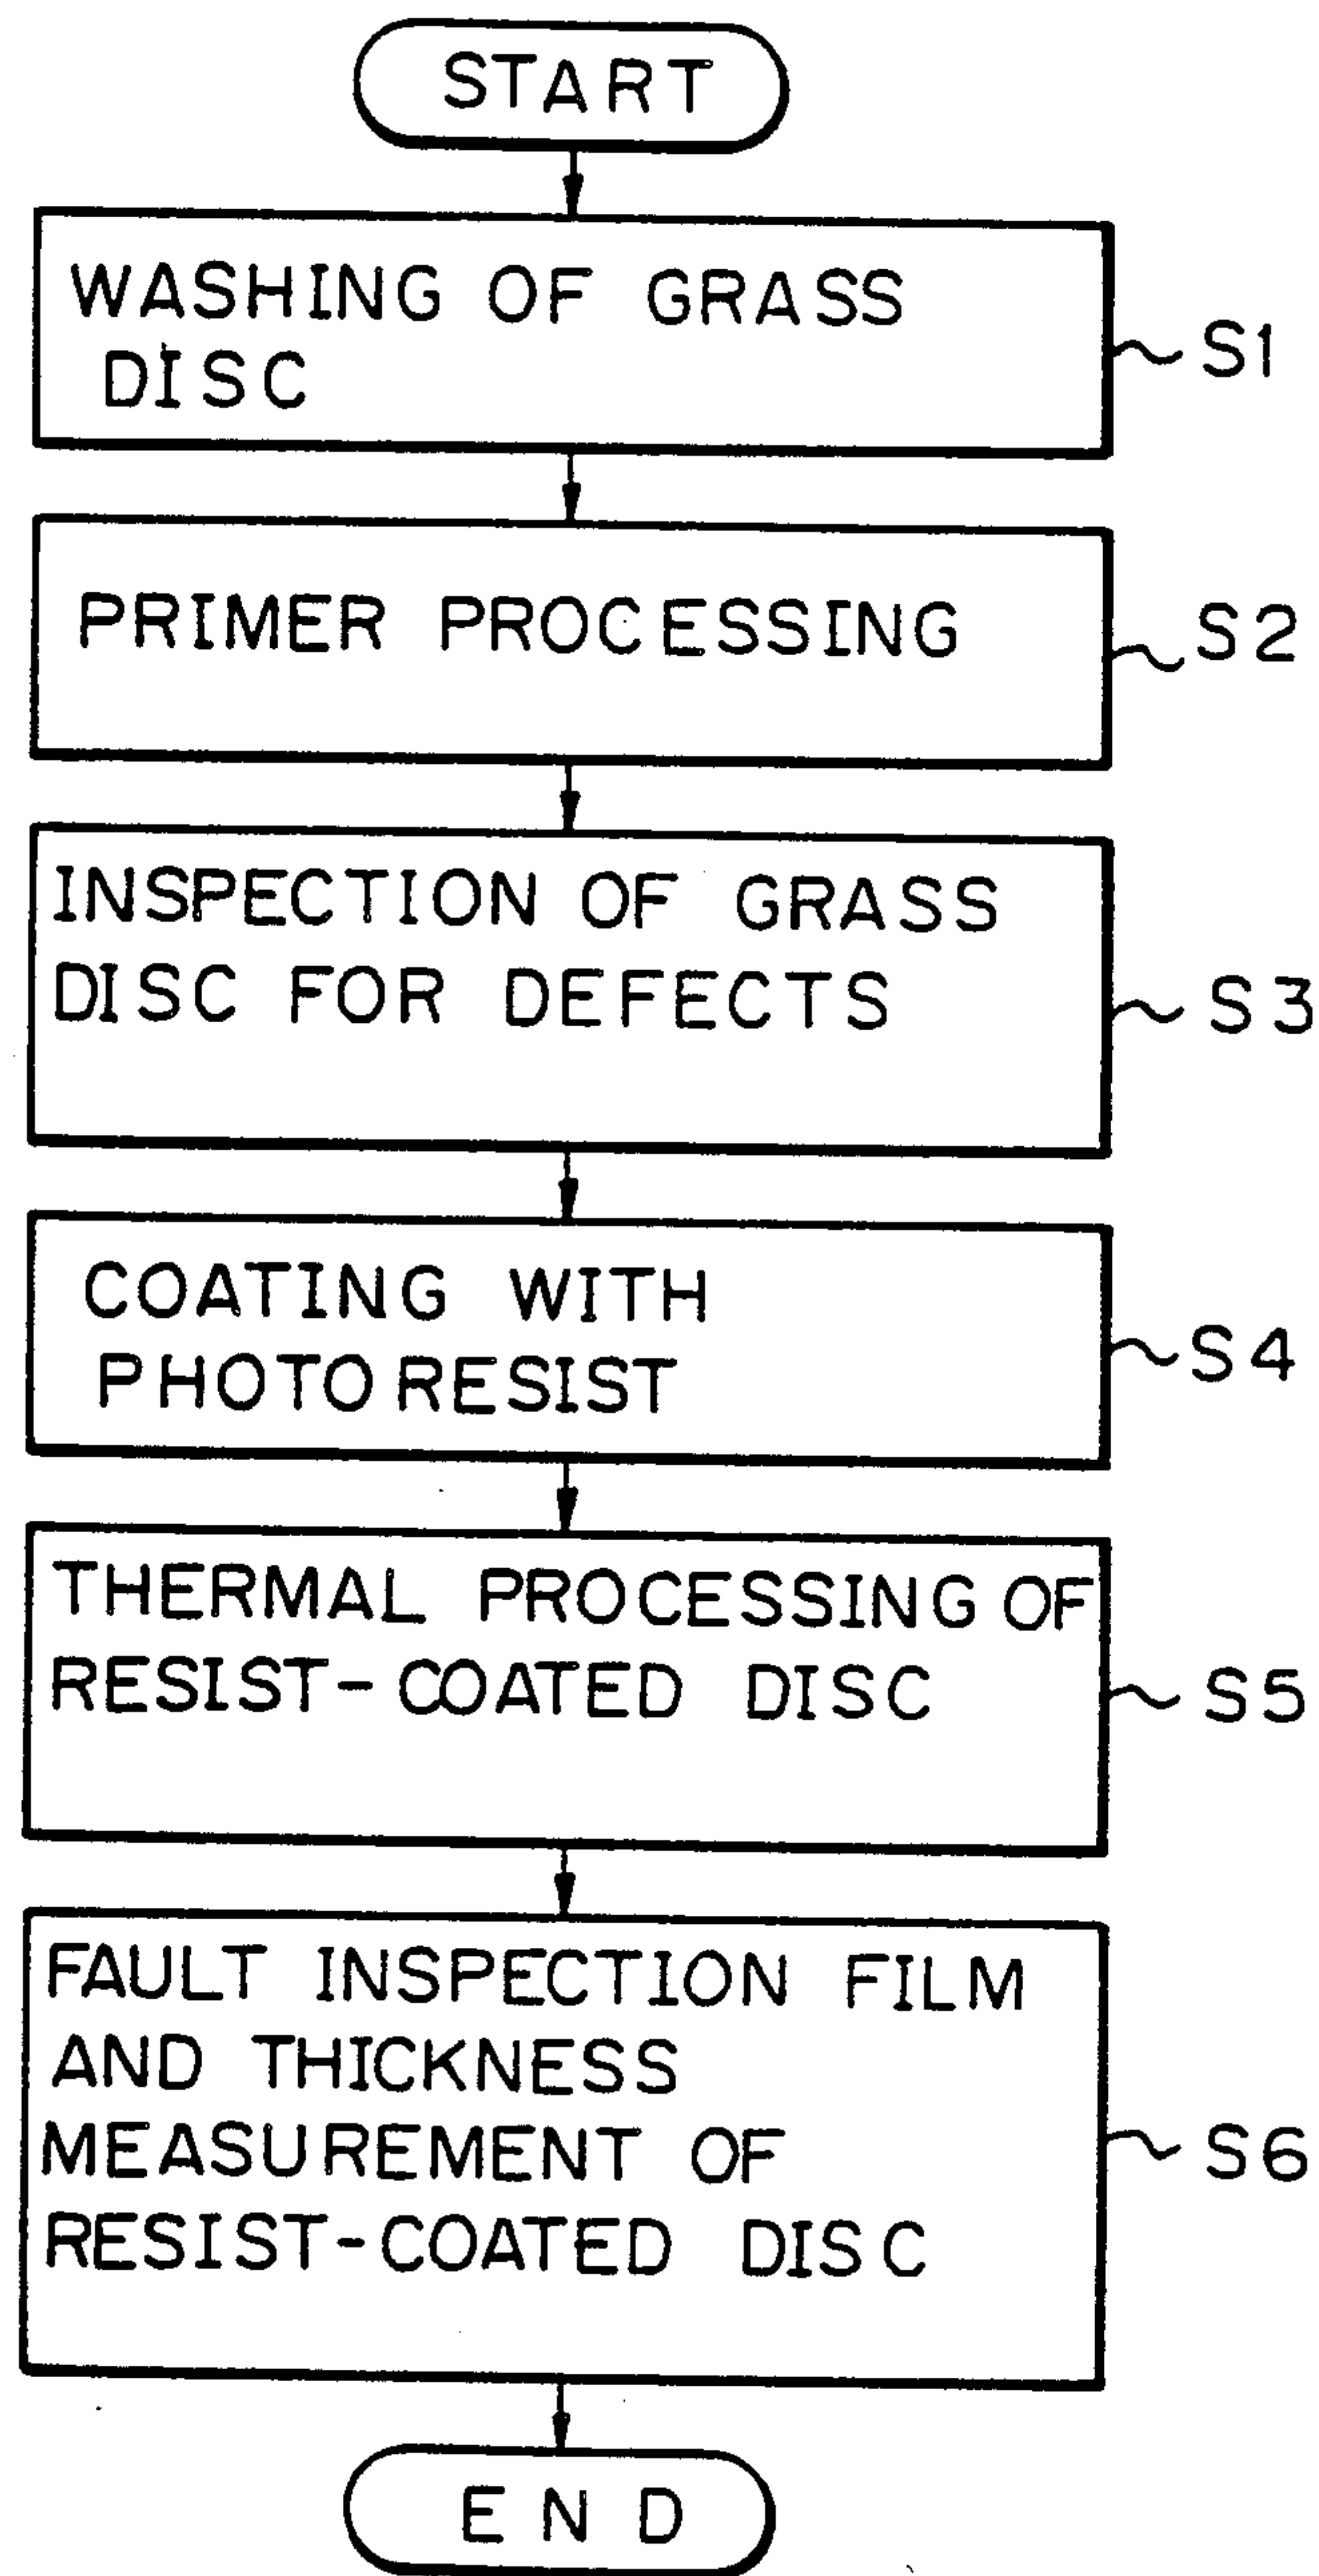 START
WASHING OF GRASS
DISC
S1
PRIMER PROCESSING
S2
INSPECTION OF GRASS
DISC FOR DEFECTS
S3
COATING WITH
PHOTORESIST
S4
THERMAL PROCESSING OF
RESIST-COATED DISC
S5
FAULT INSPECTION FILM
AND THICKNESS
MEASUREMENT OF
RESIST-COATED DISC
S6
END